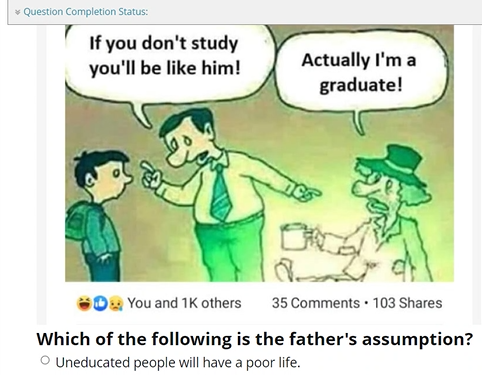 Question Completion Status:
If you don't study
you'll be like him!
Actually I'm a
graduate!
You and 1K others
35 Comments • 103 Shares
Which of the following is the father's assumption?
Uneducated people will have a poor life.